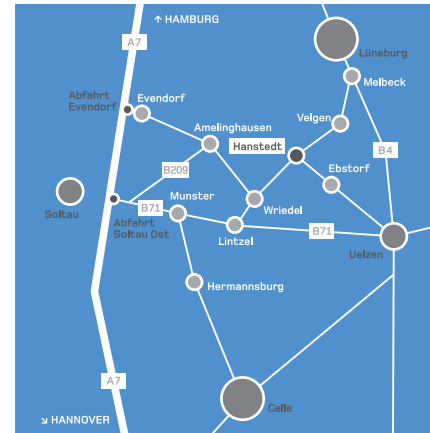 ↗ HAMBURG
A7
Lüneburg
Melbeck
Abfahrt
Evendorf
Evendorf
Velgen
Amelinghausen
Hanstedt
B4
Ebstorf
B209
Soltau
Munster
B71
Wriedel
Abfahrt
Soltau Ost
Lintzel
B71
Uelzen
Hermannsburg
A7
Celle
↘ HANNOVER